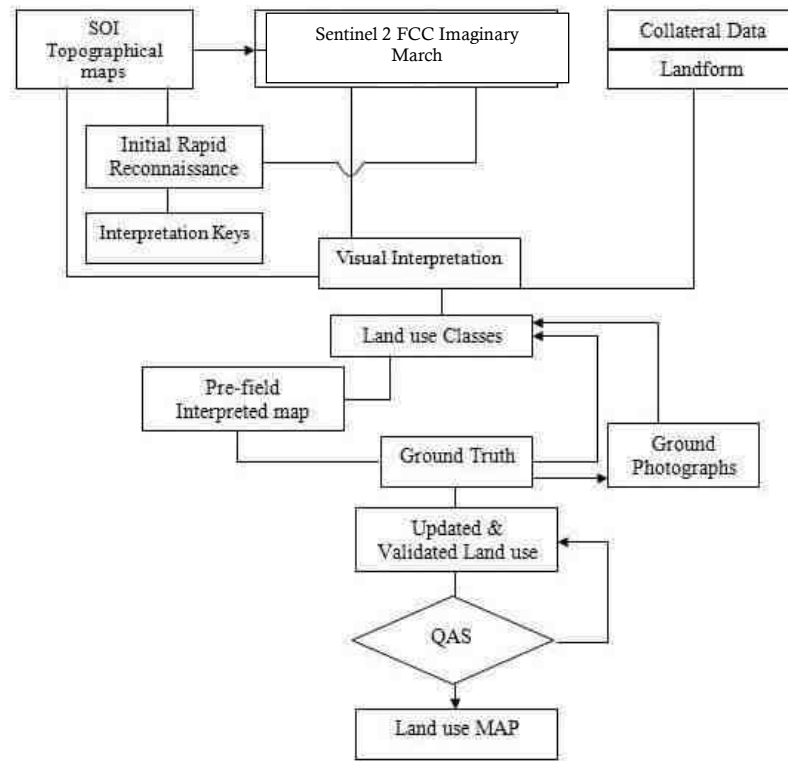 SOI
Topographical
maps
Sentinel 2 FCC Imaginary
March
Collateral Data
Landform
Initial Rapid
Reconnaissance
Interpretation Keys
Visual Interpretation
Land use Classes
Pre-field
Interpreted map
Ground Truth
Ground
Photographs
Updated &
Validated Land use
QAS
Land use MAP